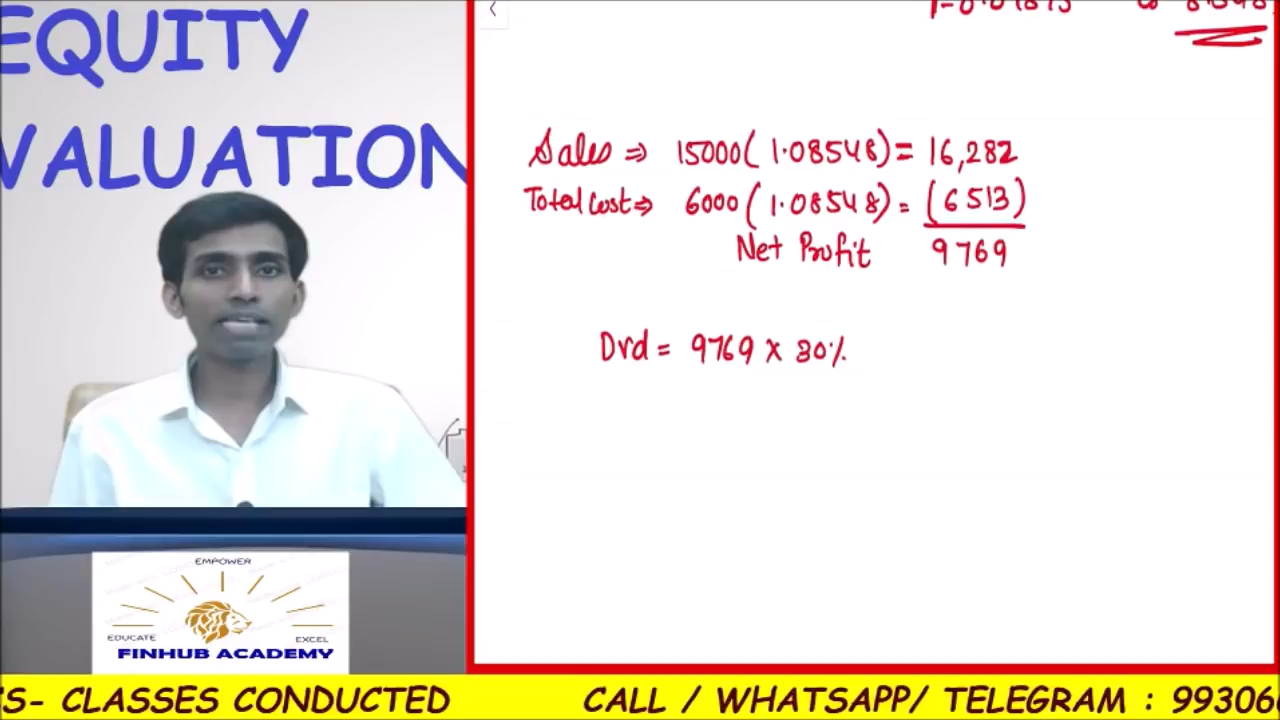 EQUITY
VALUATION
Sales ⇒ 15000(1.08548) = 16,282
Total Cost ⇒ 6000(1.08548) = (6513)
Net Profit 9769
Dvd = 9769 x 30%
EMPOWER
EDUCATE
EXCEL
FINHUB ACADEMY
S- CLASSES CONDUCTED CALL / WHATSAPP/ TELEGRAM : 99306